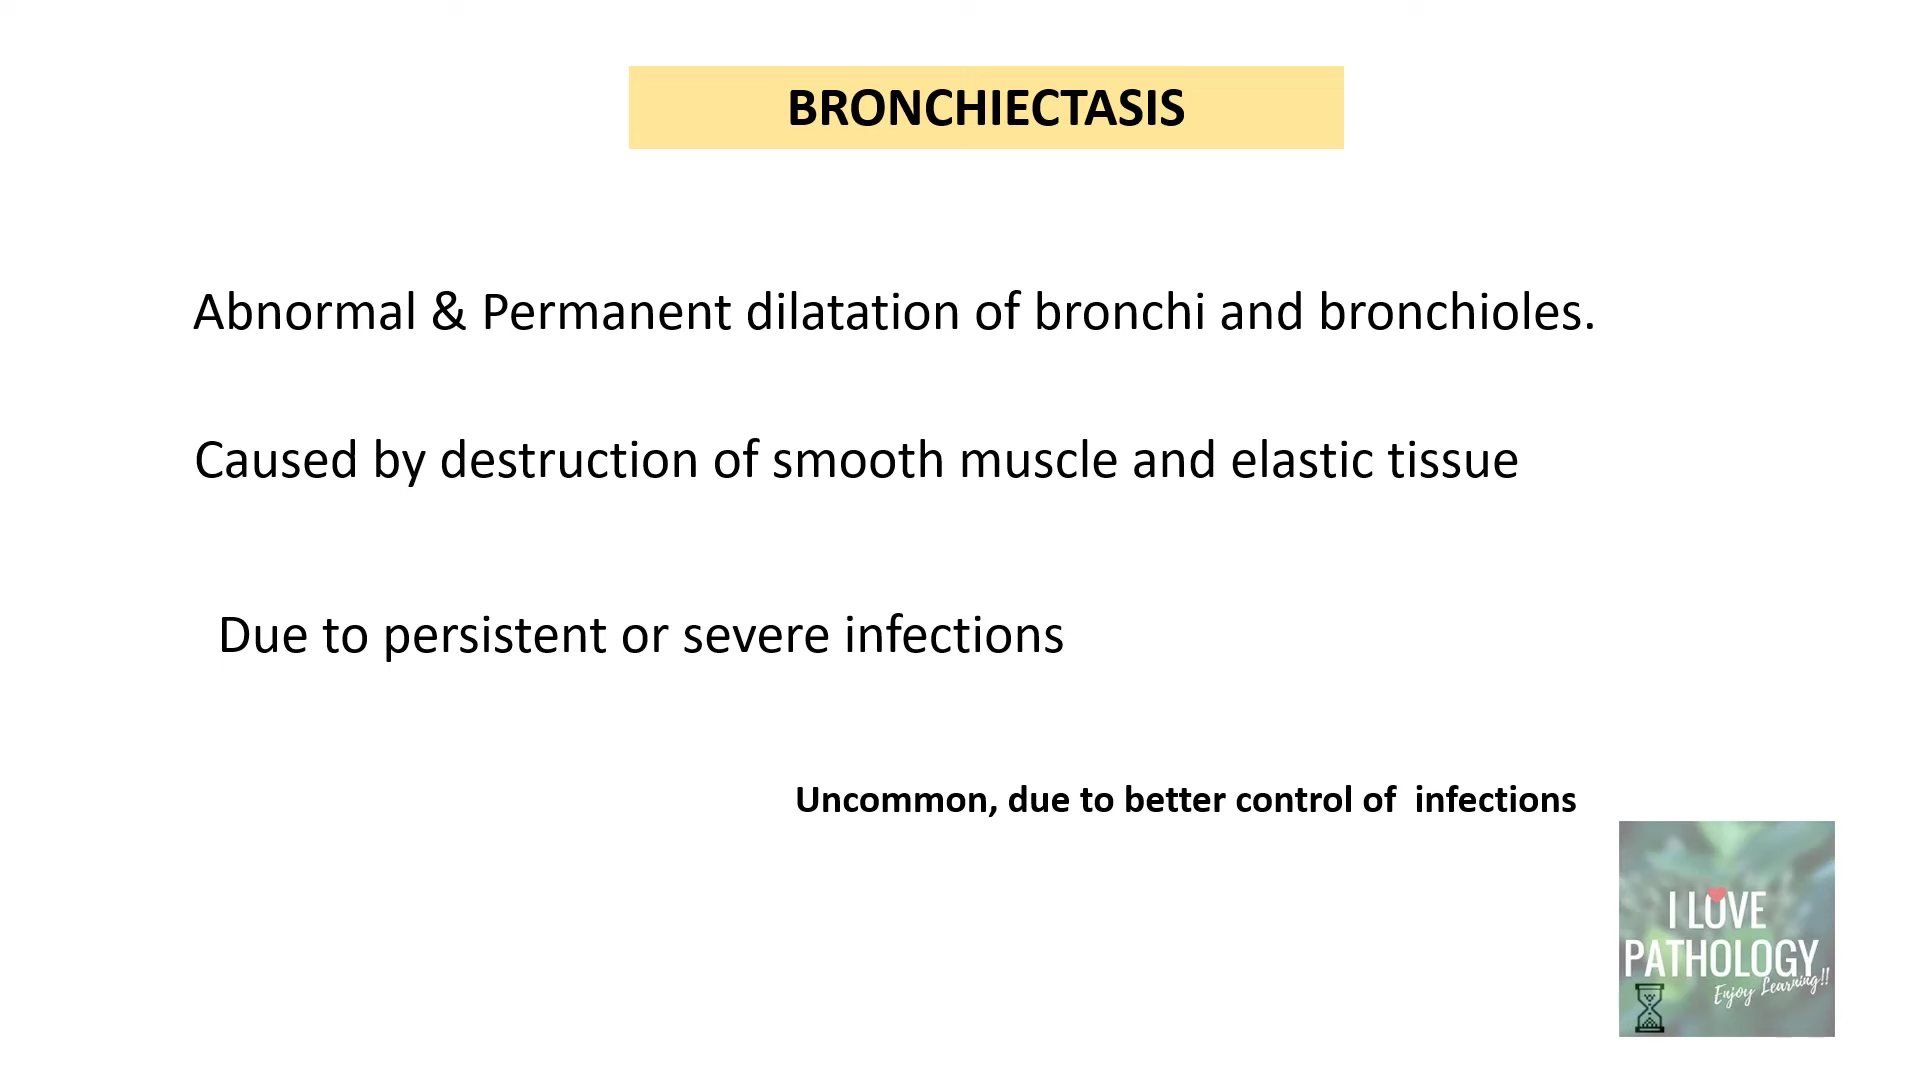 BRONCHIECTASIS
Abnormal & Permanent dilatation of bronchi and bronchioles.
Caused by destruction of smooth muscle and elastic tissue
Due to persistent or severe infections
Uncommon, due to better control of infections
I LOVE
PATHOLOGY
Enjoy Learning!!